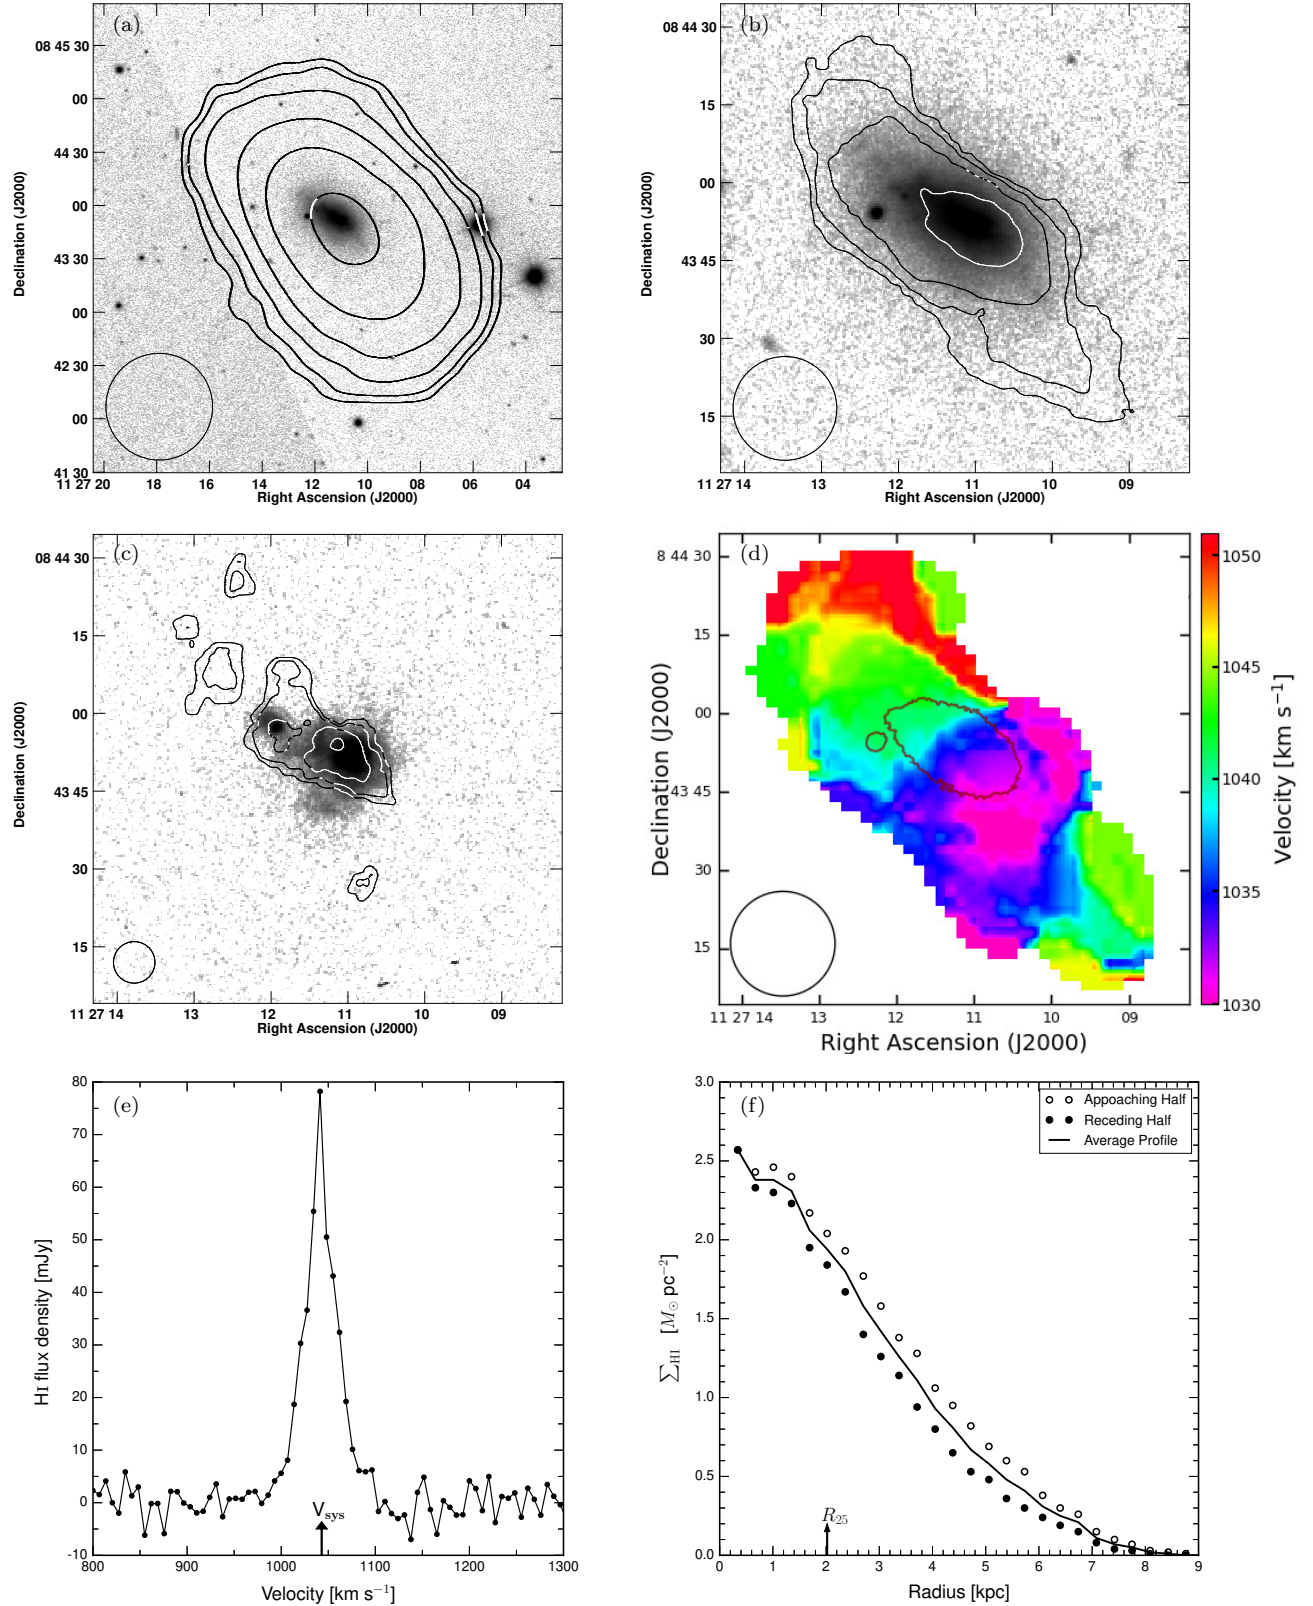 (a)
08 45 30
00
44 30
00
43 30
00
42 30
00
41 30
Declination (J2000)
11 27 20 18 16 14 12 10 08 06 04
Right Ascension (J2000)
(b)
08 44 30
15
00
43 45
30
15
Declination (J2000)
11 27 14 13 12 11 10 09
Right Ascension (J2000)
(c)
08 44 30
15
00
43 45
30
15
Declination (J2000)
11 27 14 13 12 11 10 09
Right Ascension (J2000)
(d)
8 44 30
15
00
43 45
30
15
Declination (J2000)
11 27 14 13 12 11 10 09
Right Ascension (J2000)
1050
1045
1040
1035
1030
Velocity [km s⁻¹]
(e)
80
70
60
50
40
30
20
10
0
-10
HI flux density [mJy]
Vsys
800 900 1000 1100 1200 1300
Velocity [km s⁻¹]
(f)
Appoaching Half
Receding Half
Average Profile
3.0
2.5
2.0
1.5
1.0
0.5
0.0
Σ_HI [M⊙ pc⁻²]
R₂₅
0 1 2 3 4 5 6 7 8 9
Radius [kpc]